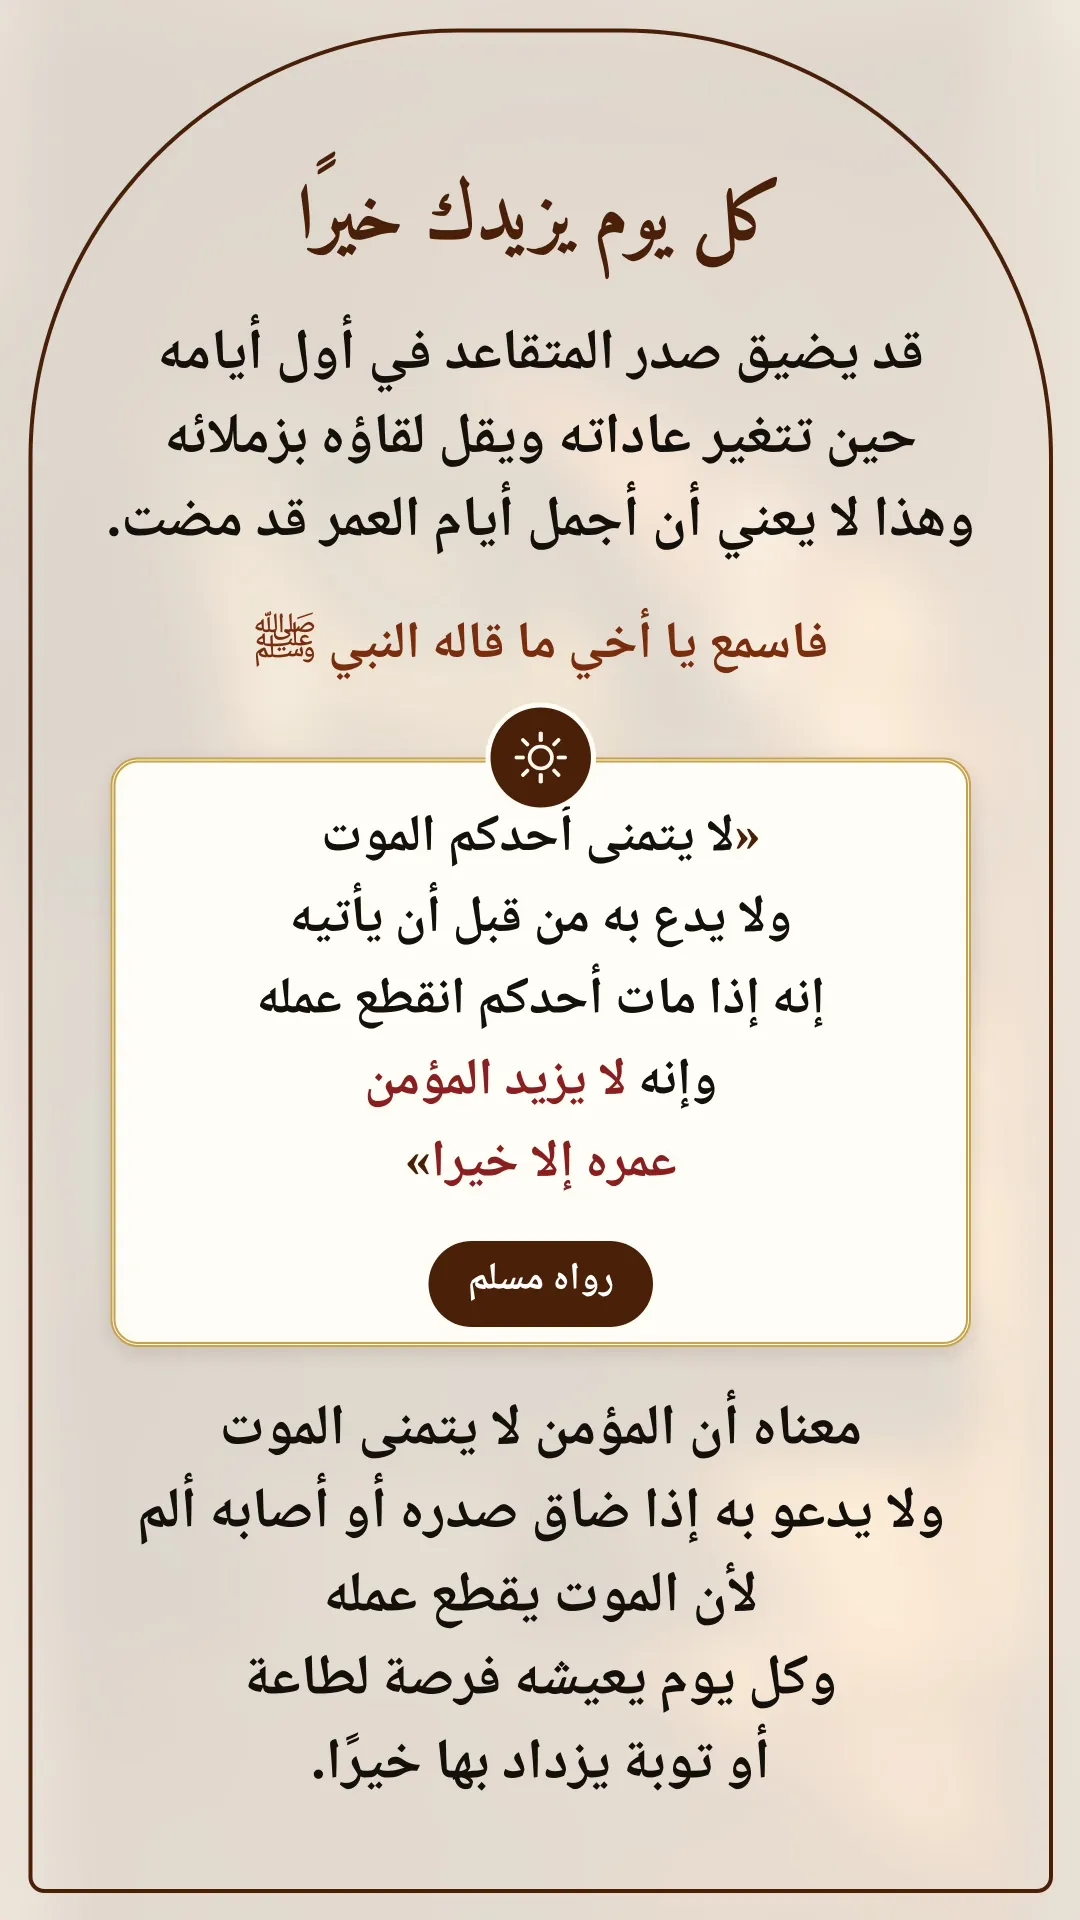 كل يوم يزيدك خيرًا
قد يضيق صدر المتقاعد في أول أيامه
حين تتغير عاداته ويقل لقاؤه بزملائه
وهذا لا يعني أن أجمل أيام العمر قد مضت.
فاسمع يا أخي ما قاله النبي ﷺ
«لا يتمنى أحدكم الموت
ولا يدع به من قبل أن يأتيه
إنه إذا مات أحدكم انقطع عمله
وإنه لا يزيد المؤمن
عمره إلا خيرا»
رواه مسلم
معناه أن المؤمن لا يتمنى الموت
ولا يدعو به إذا ضاق صدره أو أصابه ألم
لأن الموت يقطع عمله
وكل يوم يعيشه فرصة لطاعة
أو توبة يزداد بها خيرًا.